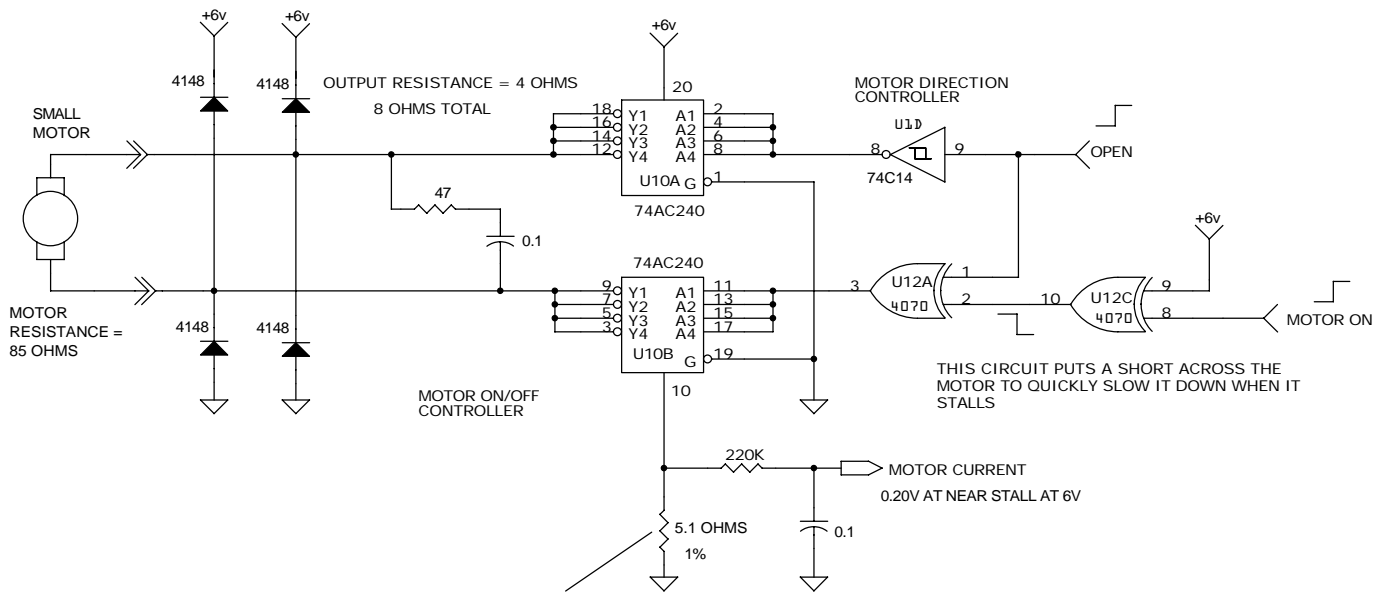 +6v
+6v
+6v
4148
4148
OUTPUT RESISTANCE = 4 OHMS
8 OHMS TOTAL
20
MOTOR DIRECTION
CONTROLLER
SMALL
MOTOR
18 Y1 A1 2
16 Y2 A2 4
14 Y3 A3 6
12 Y4 A4 8
U1D
8
9
74C14
OPEN
U10A G 1
74AC240
47
0.1
+6v
74AC240
9 Y1 A1 11
7 Y2 A2 13
5 Y3 A3 15
3 Y4 A4 17
U10B G 19
10
3
U12A
4070
1
2
10
U12C
4070
9
8
MOTOR ON
MOTOR
RESISTANCE =
85 OHMS
4148
4148
MOTOR ON/OFF
CONTROLLER
THIS CIRCUIT PUTS A SHORT ACROSS THE
MOTOR TO QUICKLY SLOW IT DOWN WHEN IT
STALLS
220K
MOTOR CURRENT
0.20V AT NEAR STALL AT 6V
5.1 OHMS
1%
0.1